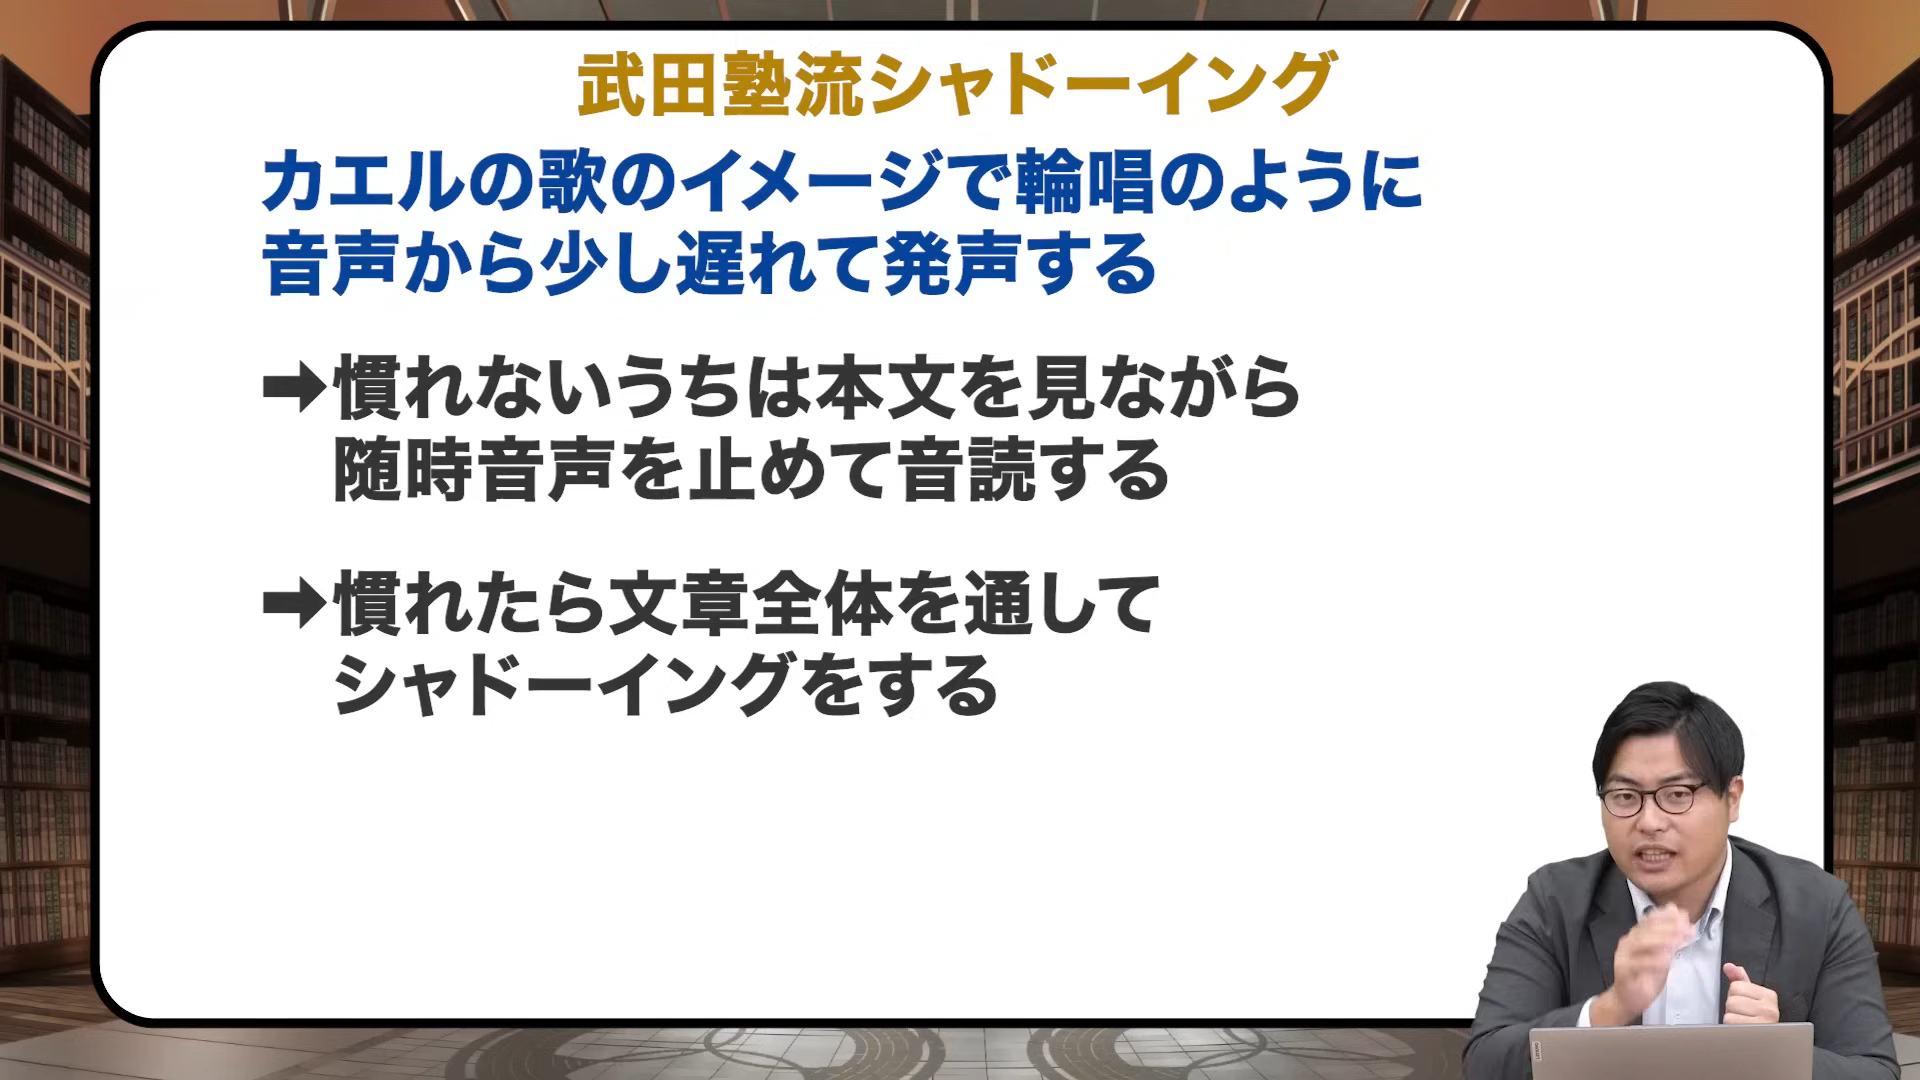 武田塾流シャドーイング
カエルの歌のイメージで輪唱のように
音声から少し遅れて発声する
➡慣れないうちは本文を見ながら
随時音声を止めて音読する
➡慣れたら文章全体を通して
シャドーイングをする